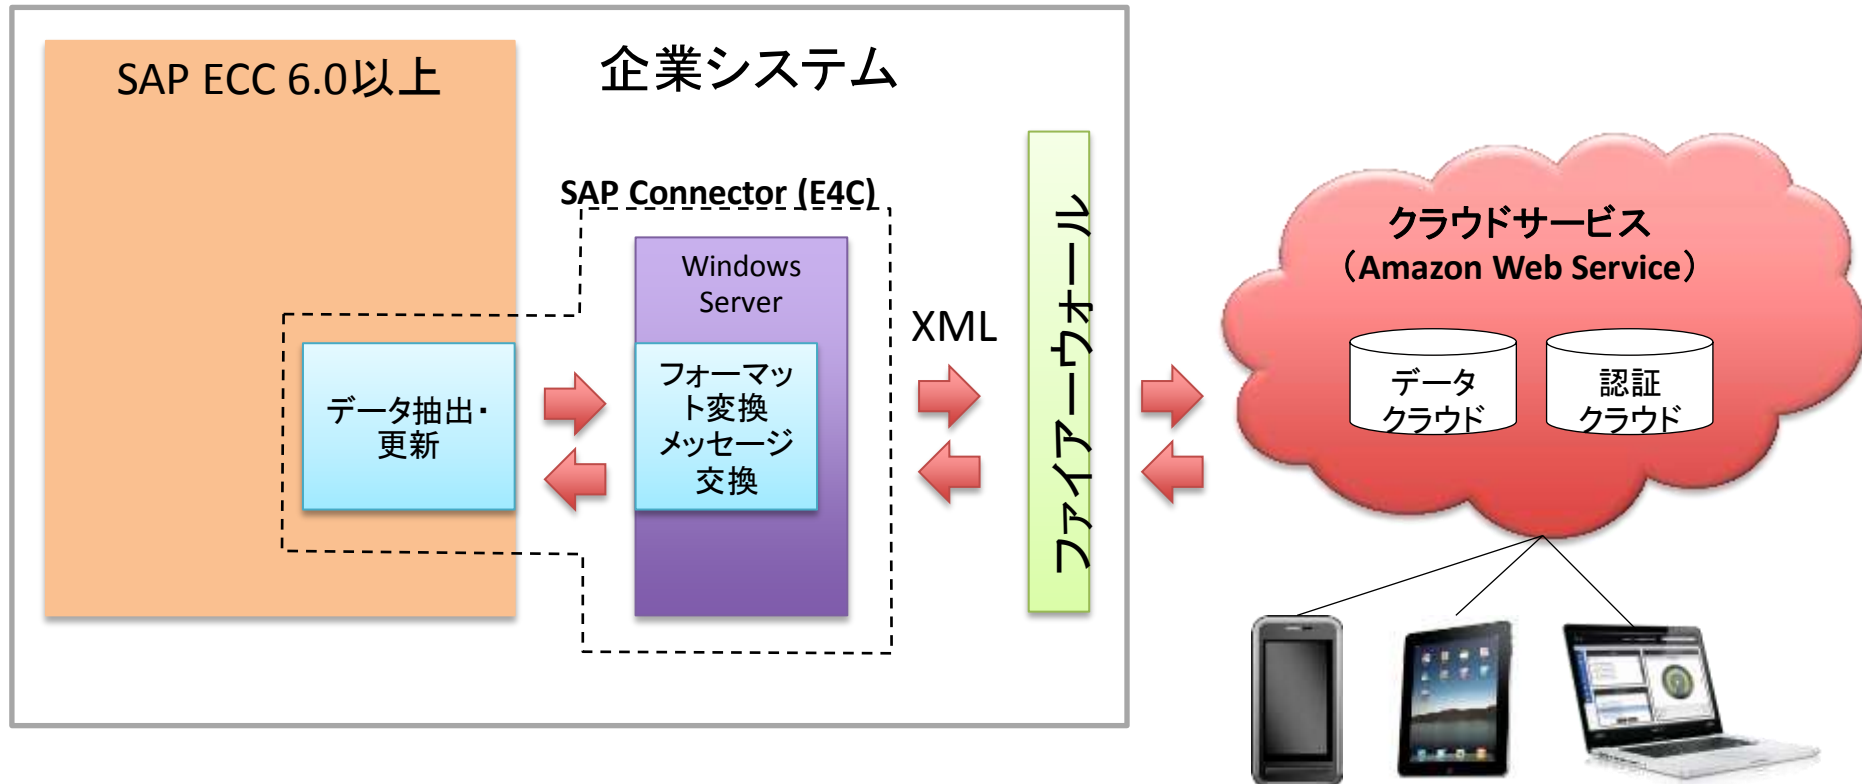 SAP ECC 6.0以上
企業システム
SAP Connector (E4C)
Windows
Server
データ抽出・
更新
フォーマッ
ト変換
メッセージ
交換
XML
ファイアーウォール
クラウドサービス
（Amazon Web Service）
データ
クラウド
認証
クラウド